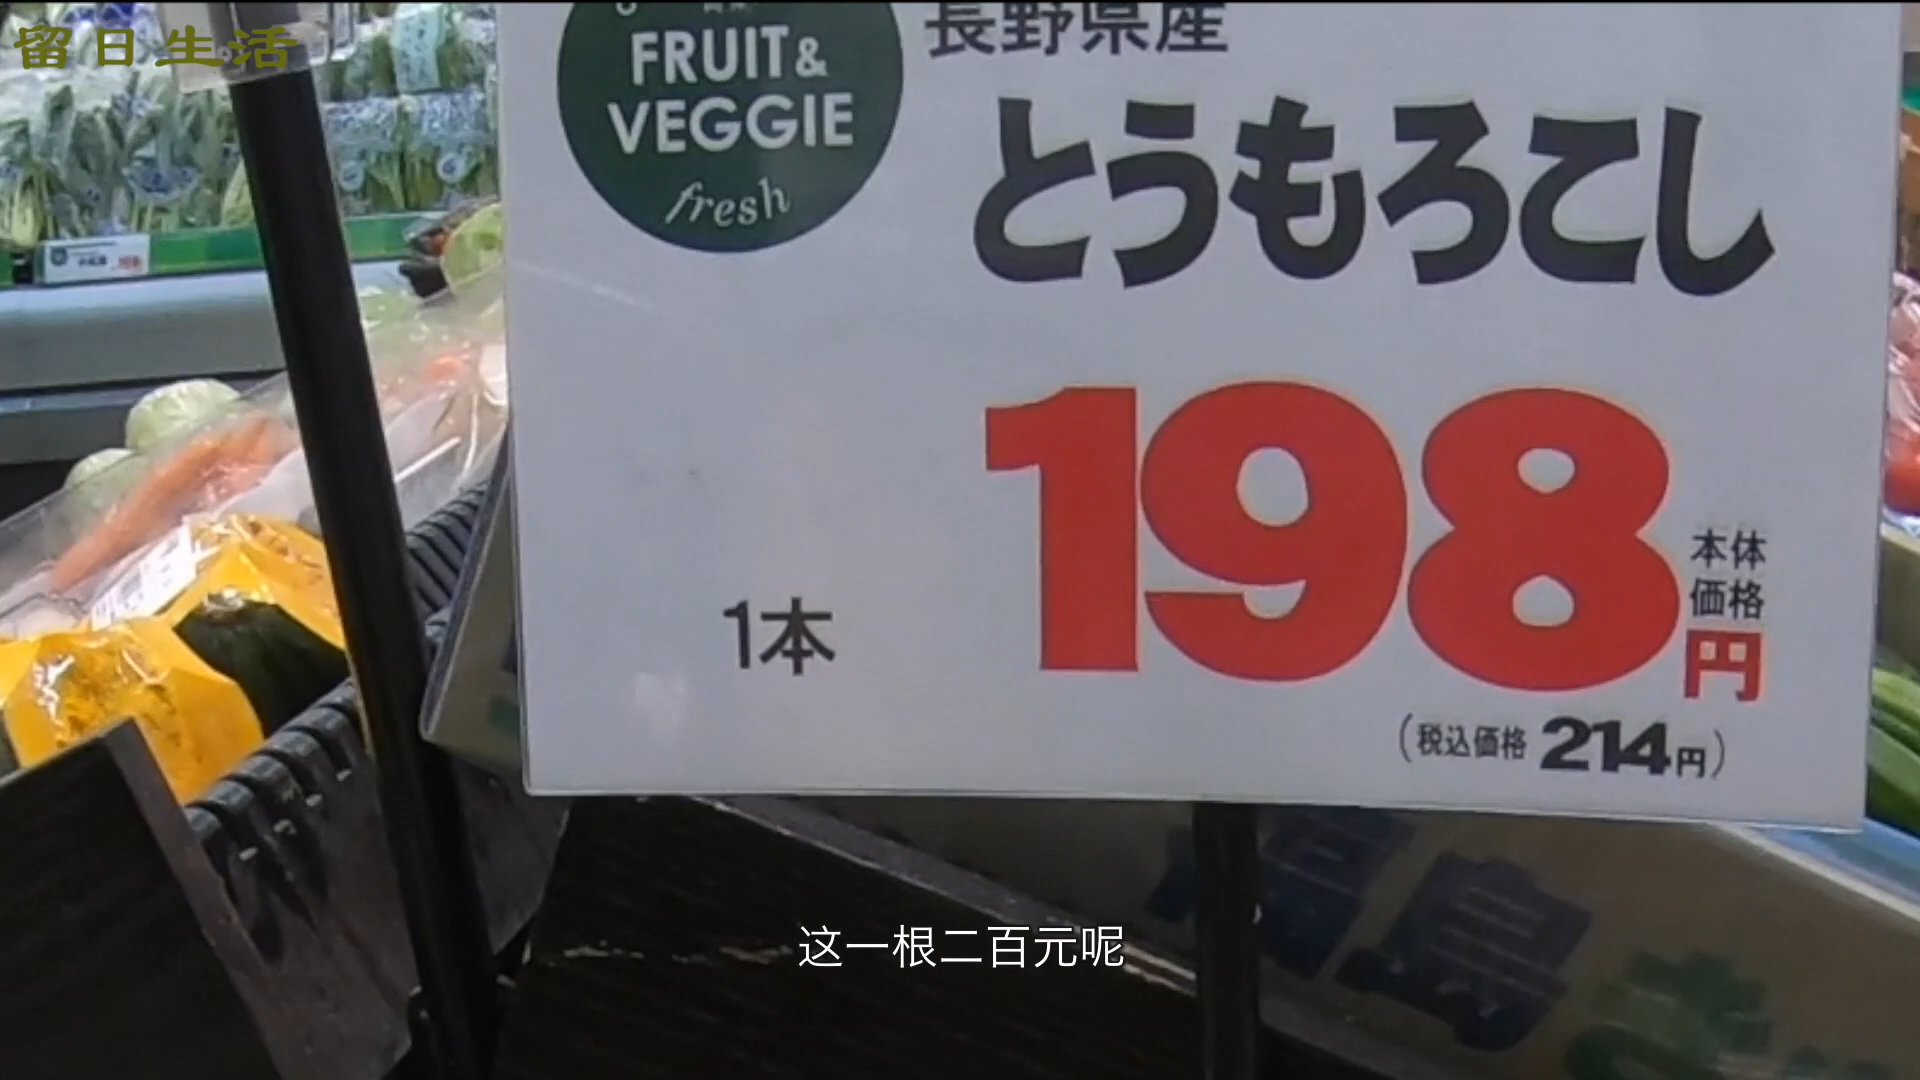 留日生活
FRUIT&
VEGGIE
fresh
長野県産
とうもろこし
198
本体
価格
円
1本
(税込価格 214円)
这一根二百元呢